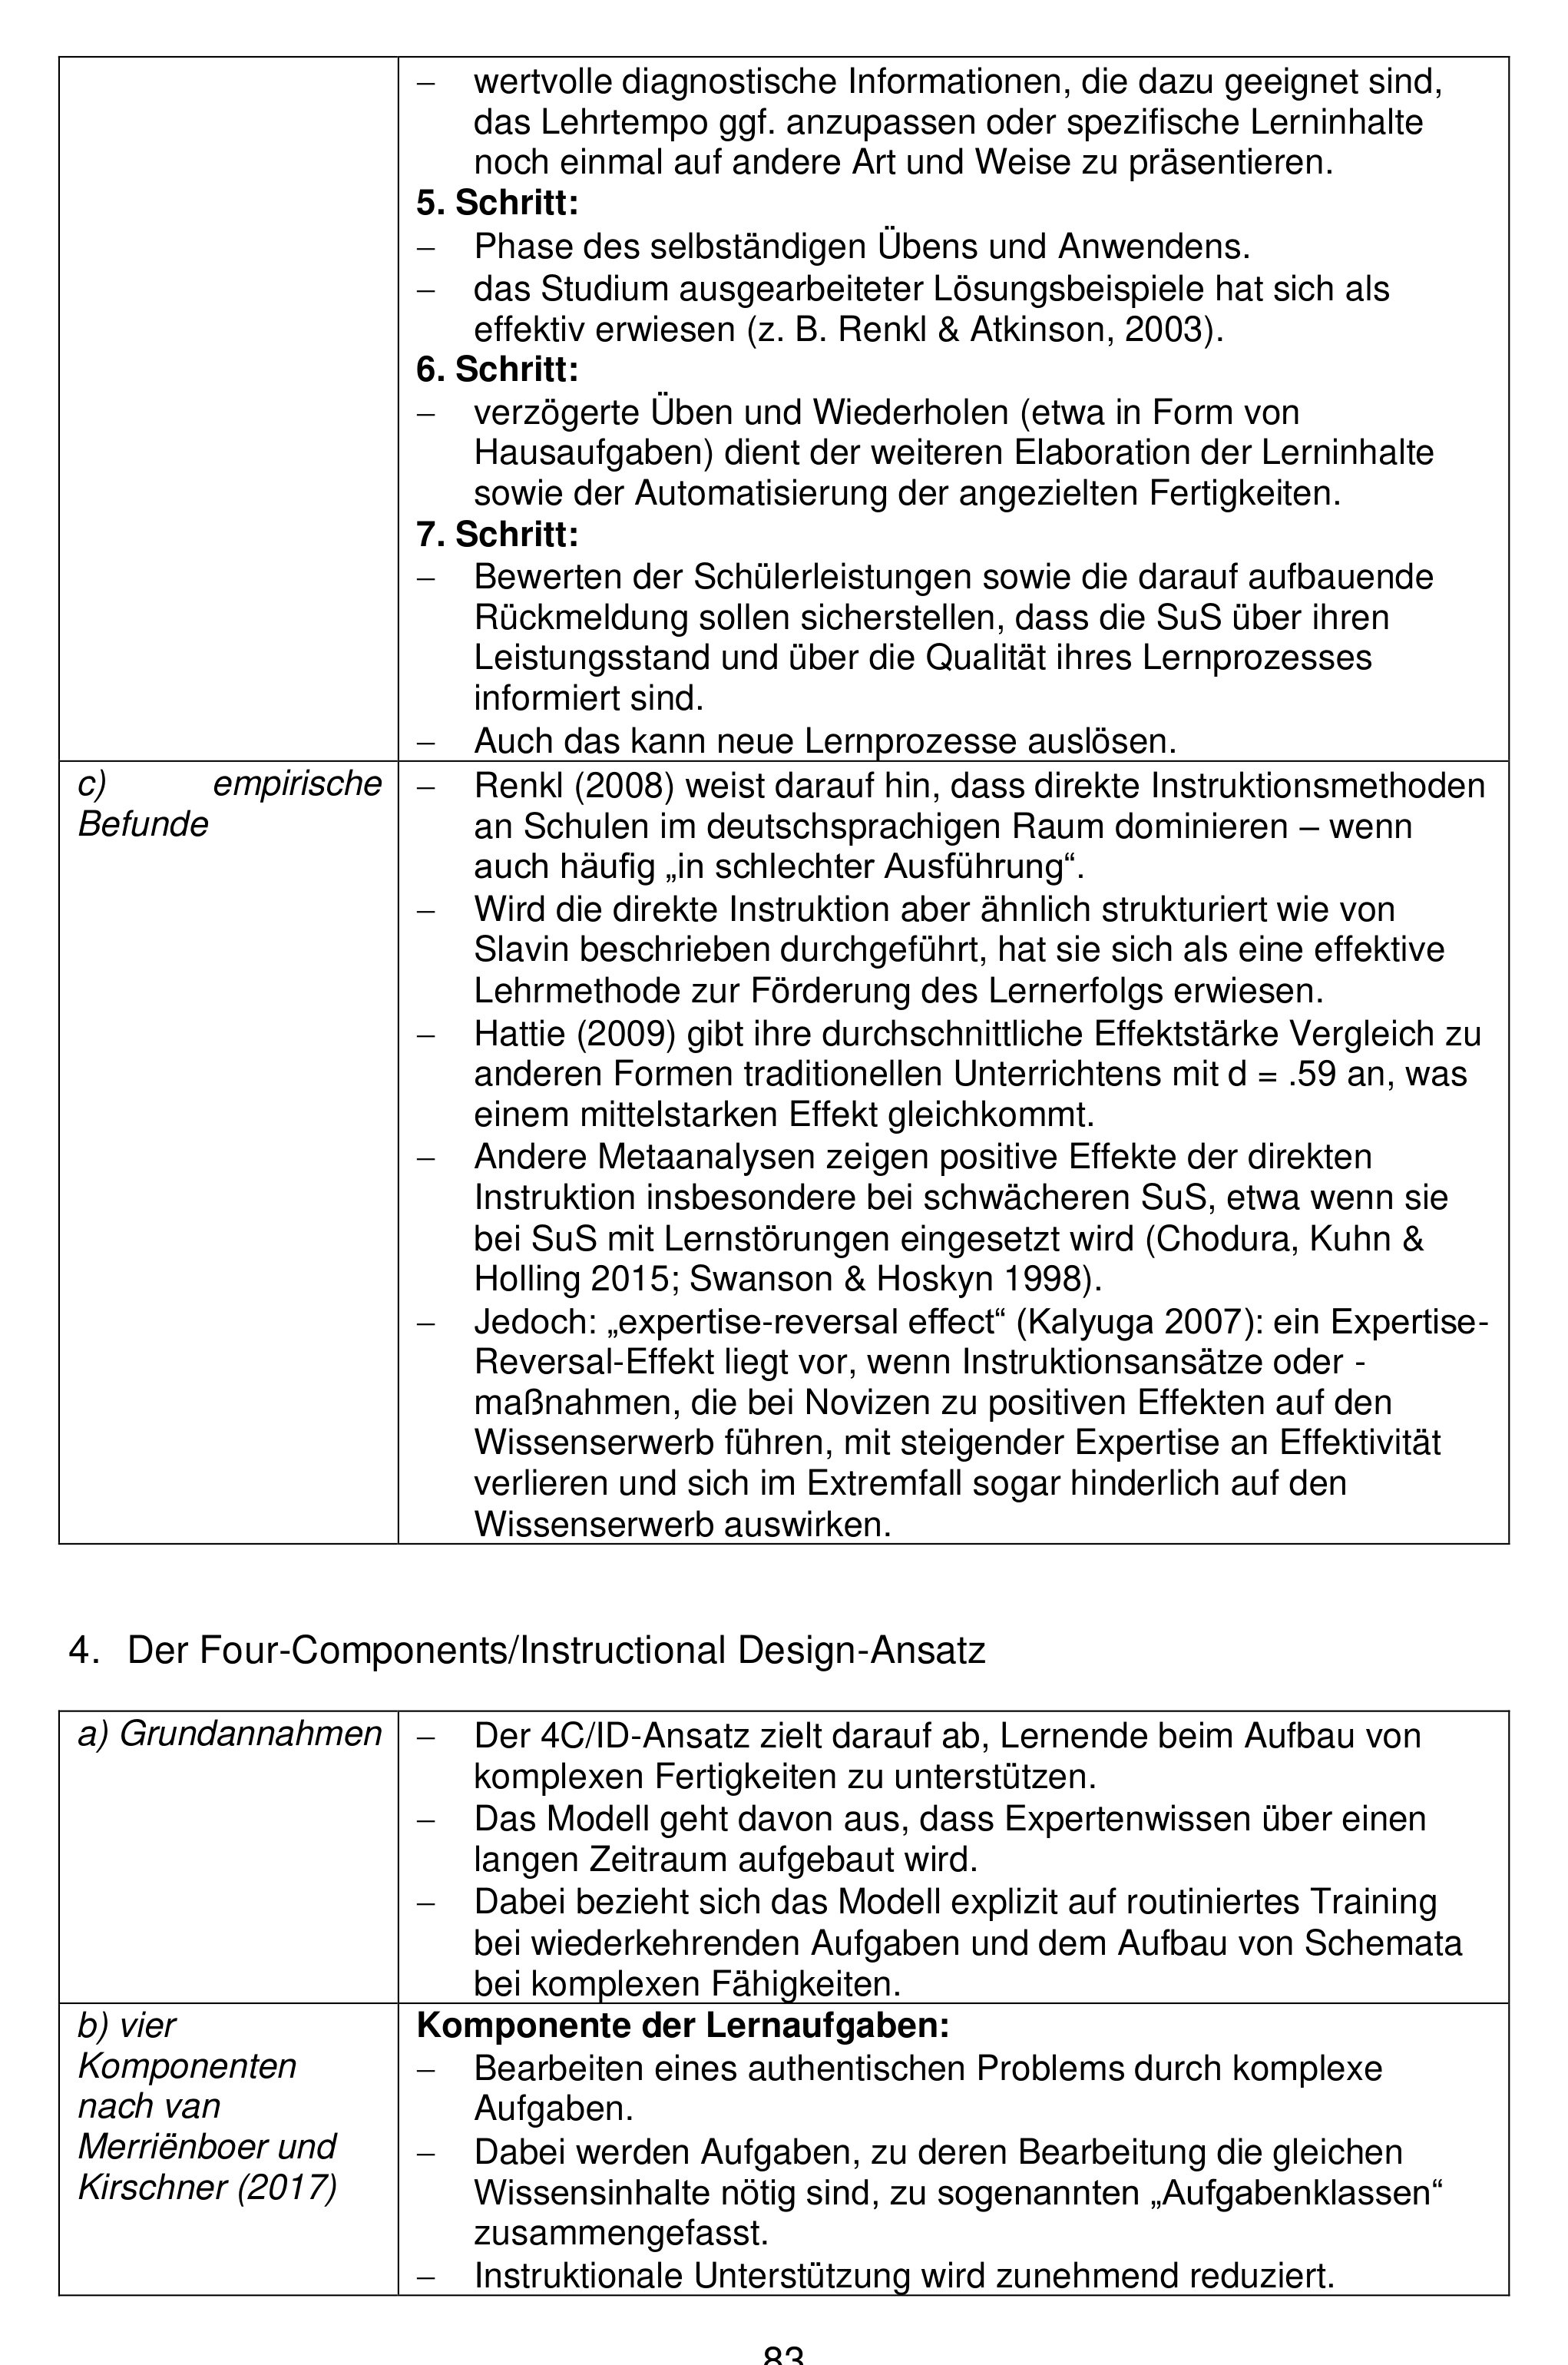 – wertvolle diagnostische Informationen, die dazu geeignet sind,
das Lehrtempo ggf. anzupassen oder spezifische Lerninhalte
noch einmal auf andere Art und Weise zu präsentieren.
5. Schritt:
– Phase des selbständigen Übens und Anwendens.
– das Studium ausgearbeiteter Lösungsbeispiele hat sich als
effektiv erwiesen (z. B. Renkl & Atkinson, 2003).
6. Schritt:
– verzögerte Üben und Wiederholen (etwa in Form von
Hausaufgaben) dient der weiteren Elaboration der Lerninhalte
sowie der Automatisierung der angezielten Fertigkeiten.
7. Schritt:
– Bewerten der Schülerleistungen sowie die darauf aufbauende
Rückmeldung sollen sicherstellen, dass die SuS über ihren
Leistungsstand und über die Qualität ihres Lernprozesses
informiert sind.
– Auch das kann neue Lernprozesse auslösen.
c) empirische
Befunde
– Renkl (2008) weist darauf hin, dass direkte Instruktionsmethoden
an Schulen im deutschsprachigen Raum dominieren – wenn
auch häufig „in schlechter Ausführung“.
– Wird die direkte Instruktion aber ähnlich strukturiert wie von
Slavin beschrieben durchgeführt, hat sie sich als eine effektive
Lehrmethode zur Förderung des Lernerfolgs erwiesen.
– Hattie (2009) gibt ihre durchschnittliche Effektstärke Vergleich zu
anderen Formen traditionellen Unterrichtens mit d = .59 an, was
einem mittelstarken Effekt gleichkommt.
– Andere Metaanalysen zeigen positive Effekte der direkten
Instruktion insbesondere bei schwächeren SuS, etwa wenn sie
bei SuS mit Lernstörungen eingesetzt wird (Chodura, Kuhn &
Holling 2015; Swanson & Hoskyn 1998).
– Jedoch: „expertise-reversal effect“ (Kalyuga 2007): ein Expertise-
Reversal-Effekt liegt vor, wenn Instruktionsansätze oder -
maßnahmen, die bei Novizen zu positiven Effekten auf den
Wissenserwerb führen, mit steigender Expertise an Effektivität
verlieren und sich im Extremfall sogar hinderlich auf den
Wissenserwerb auswirken.
4. Der Four-Components/Instructional Design-Ansatz
a) Grundannahmen
– Der 4C/ID-Ansatz zielt darauf ab, Lernende beim Aufbau von
komplexen Fertigkeiten zu unterstützen.
– Das Modell geht davon aus, dass Expertenwissen über einen
langen Zeitraum aufgebaut wird.
– Dabei bezieht sich das Modell explizit auf routiniertes Training
bei wiederkehrenden Aufgaben und dem Aufbau von Schemata
bei komplexen Fähigkeiten.
b) vier
Komponenten
nach van
Merriënboer und
Kirschner (2017)
Komponente der Lernaufgaben:
– Bearbeiten eines authentischen Problems durch komplexe
Aufgaben.
– Dabei werden Aufgaben, zu deren Bearbeitung die gleichen
Wissensinhalte nötig sind, zu sogenannten „Aufgabenklassen“
zusammengefasst.
– Instruktionale Unterstützung wird zunehmend reduziert.
83